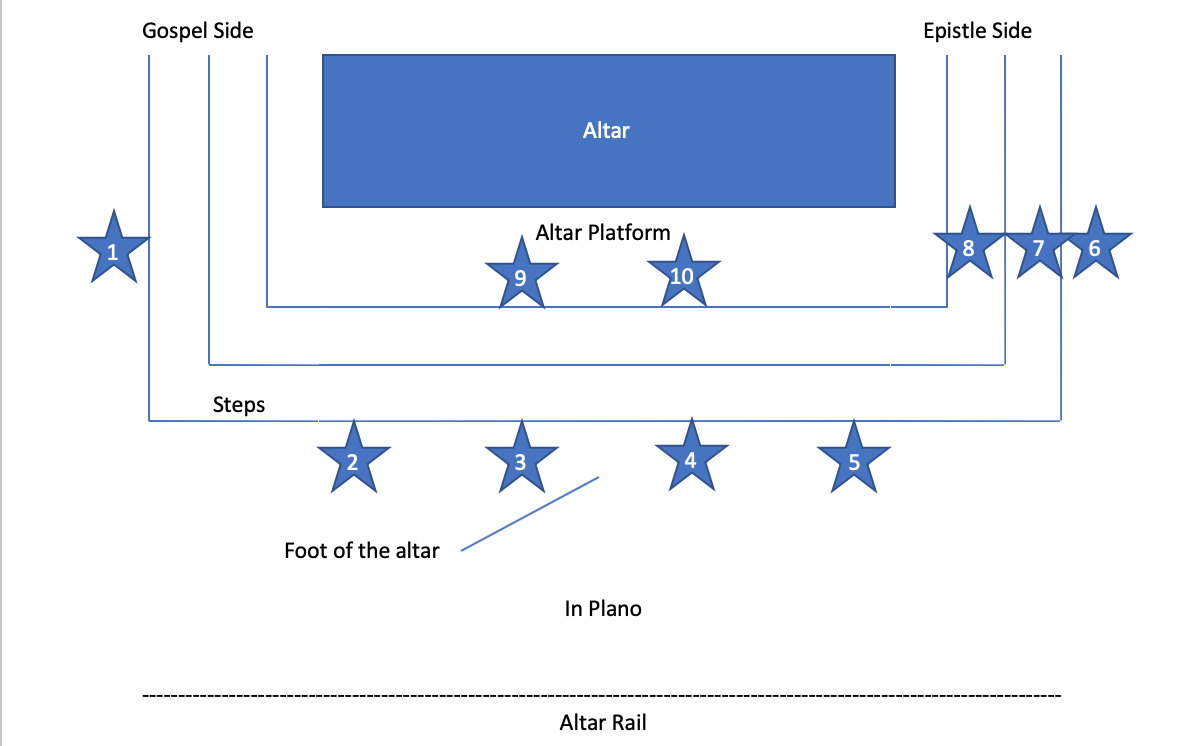 Gospel Side
Epistle Side
Altar
Altar Platform
1
8
7
6
9
10
Steps
2
3
4
5
Foot of the altar
In Plano
Altar Rail